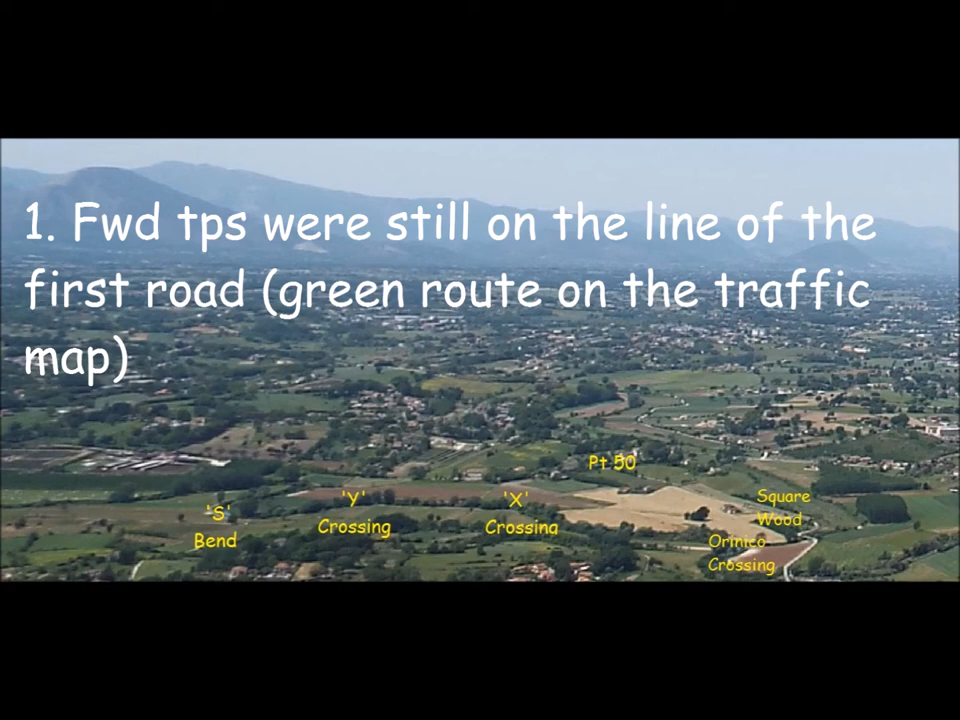 1. Fwd tps were still on the line of the
first road (green route on the traffic
map)
Pt 50
'S'
Bend
'Y'
Crossing
'X'
Crossing
Square
Wood
Orinico
Crossing